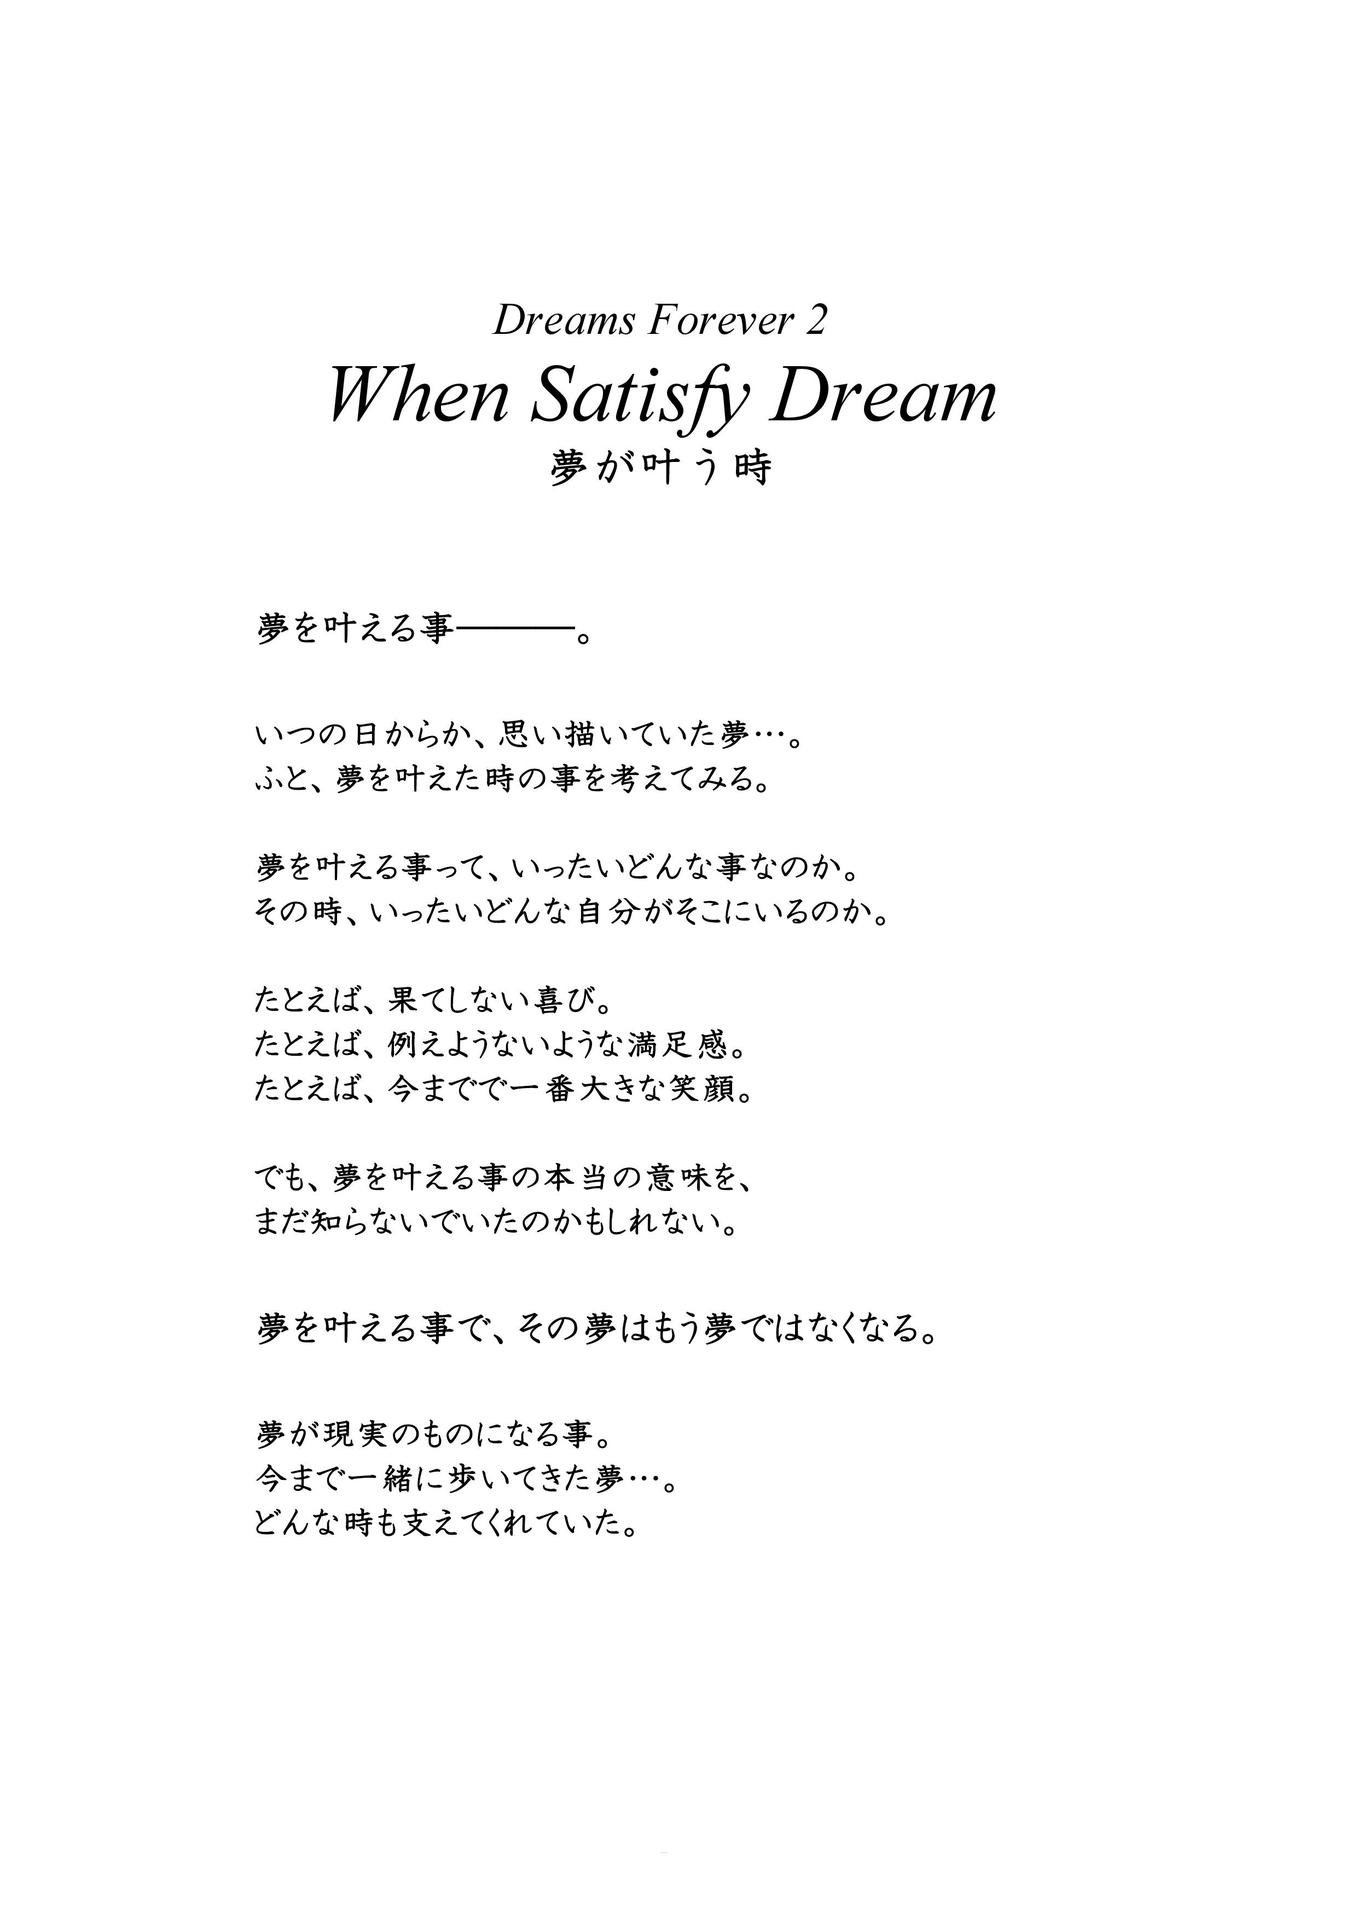 Dreams Forever 2
When Satisfy Dream
夢が叶う時
夢を叶える事―――。
いつの日からか、思い描いていた夢…。
ふと、夢を叶えた時の事を考えてみる。
夢を叶える事って、いったいどんな事なのか。
その時、いったいどんな自分がそこにいるのか。
たとえば、果てしない喜び。
たとえば、例えようないような満足感。
たとえば、今までで一番大きな笑顔。
でも、夢を叶える事の本当の意味を、
まだ知らないでいたのかもしれない。
夢を叶える事で、その夢はもう夢ではなくなる。
夢が現実のものになる事。
今まで一緒に歩いてきた夢…。
どんな時も支えてくれていた。